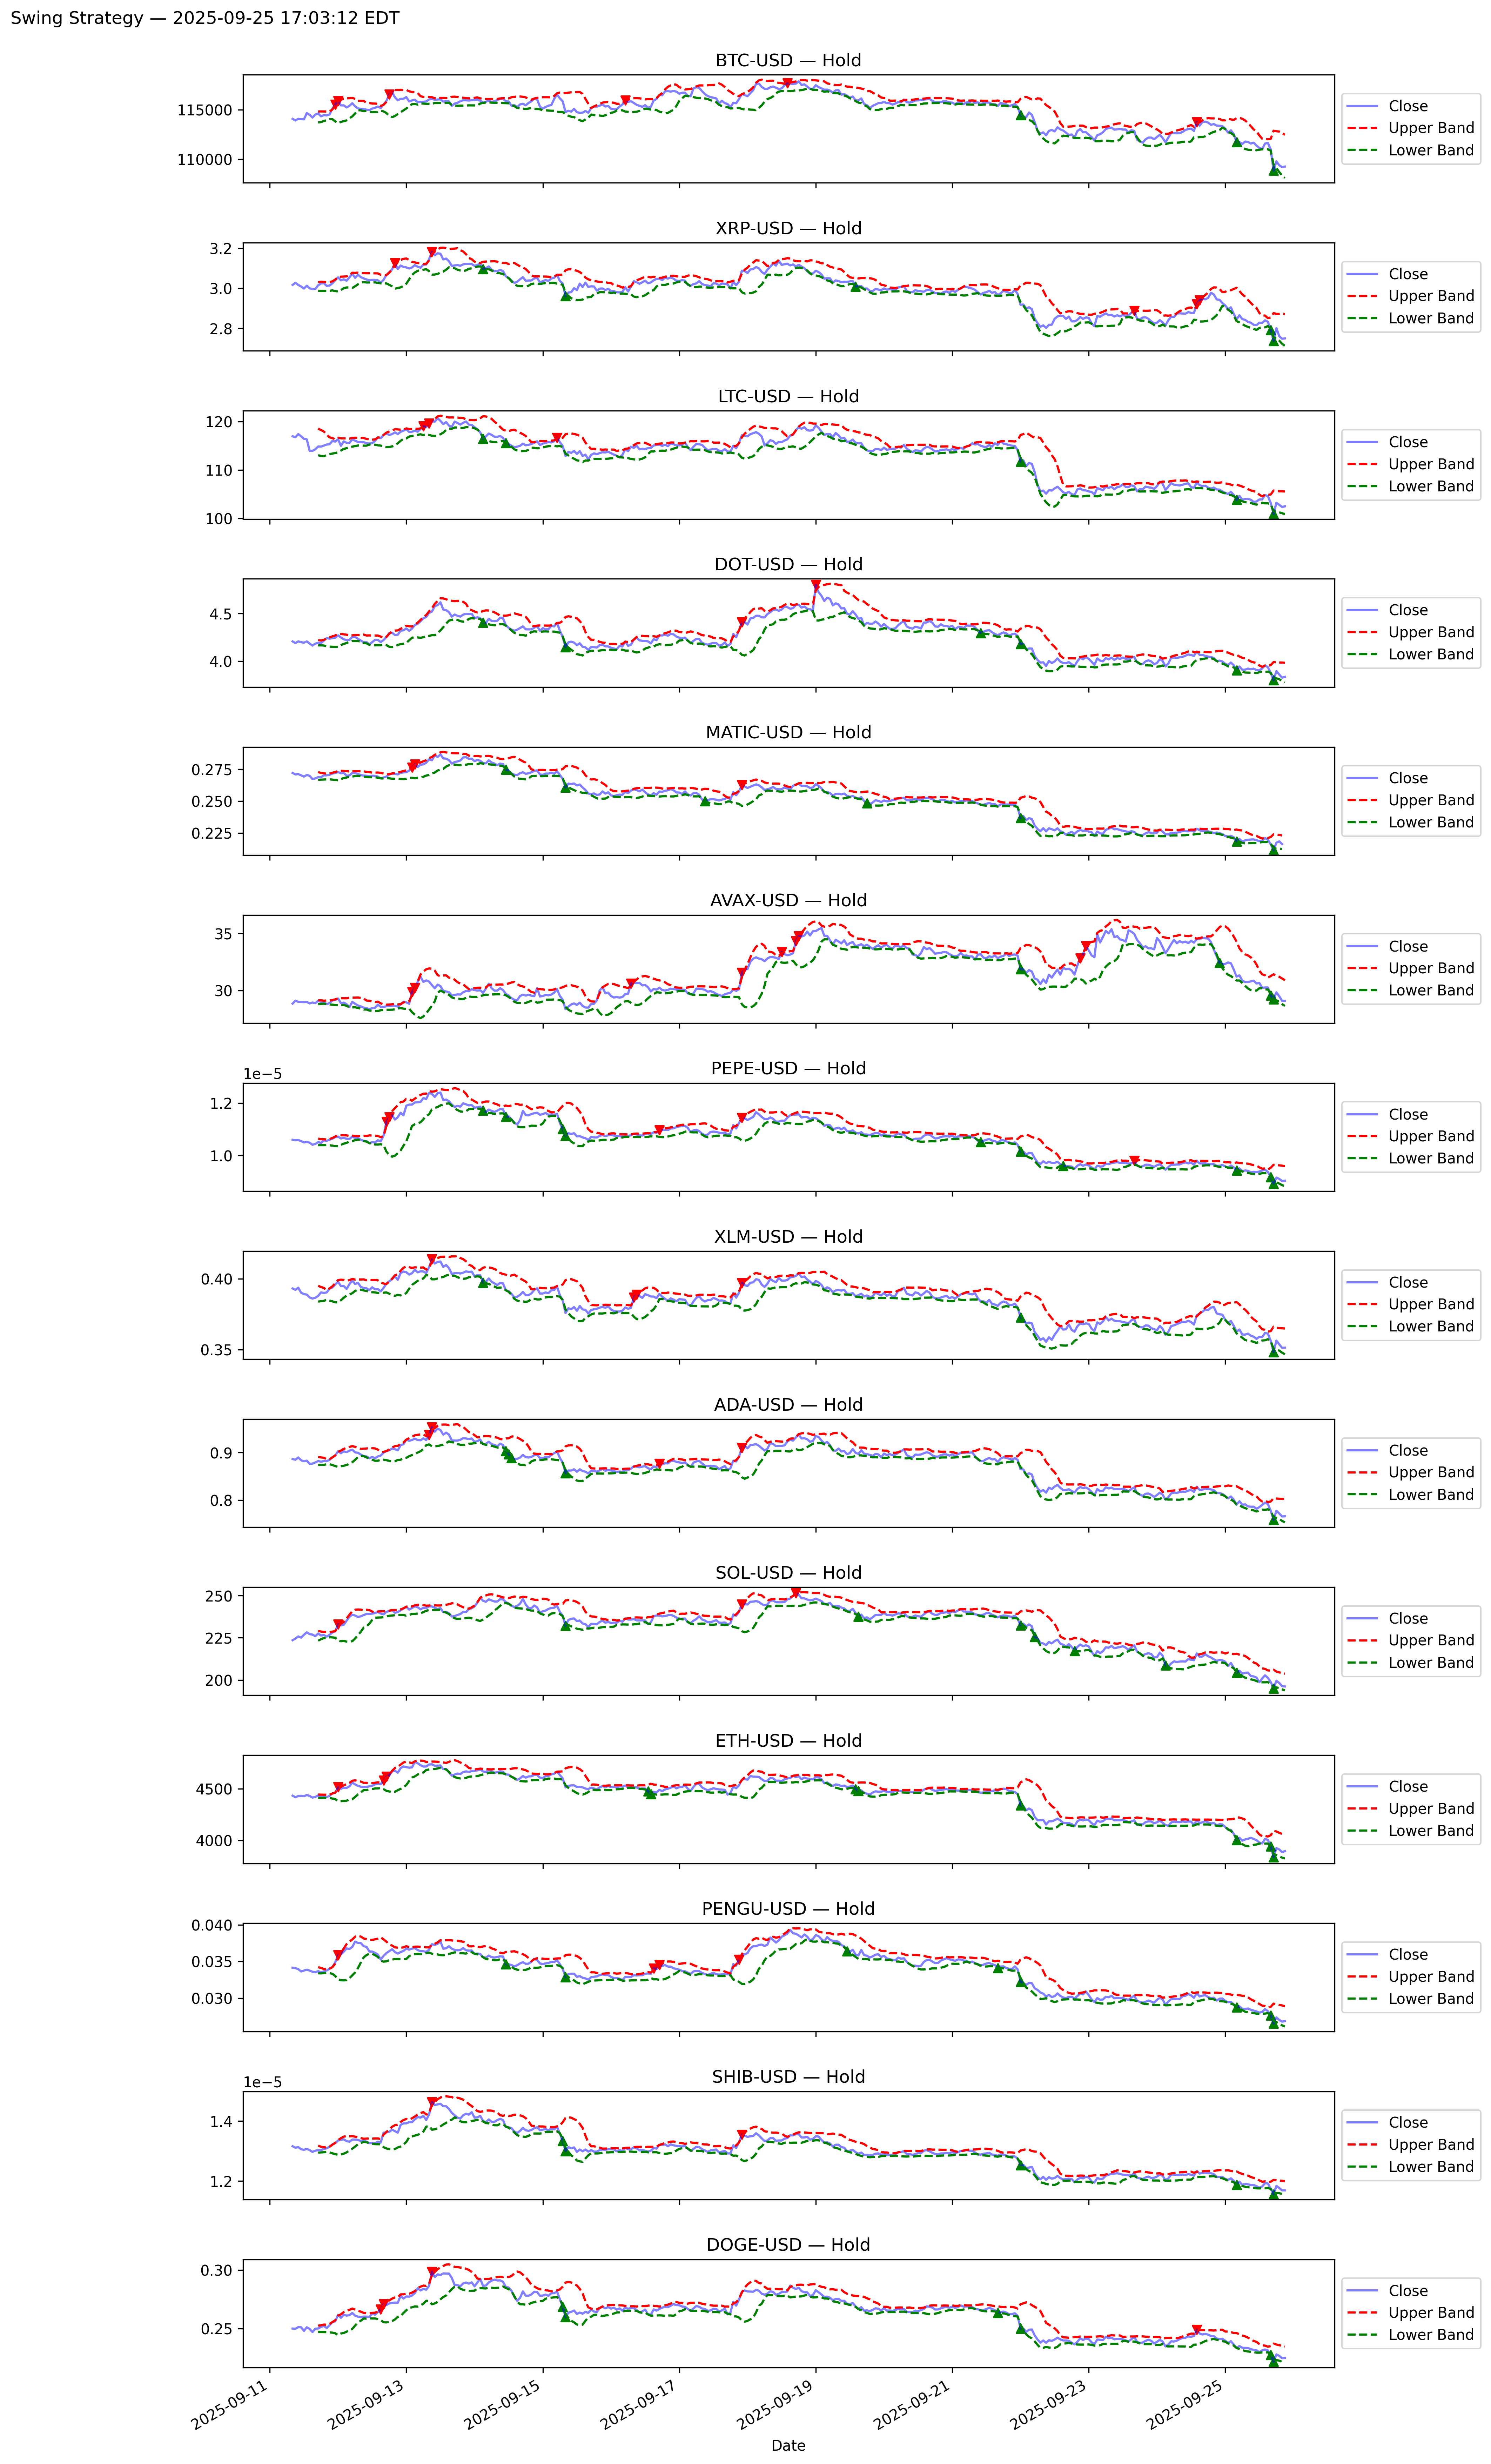 Swing Strategy — 2025-09-25 17:03:12 EDT
BTC-USD — Hold
115000
110000
Close
Upper Band
Lower Band
XRP-USD — Hold
3.2
3.0
2.8
Close
Upper Band
Lower Band
LTC-USD — Hold
120
110
100
Close
Upper Band
Lower Band
DOT-USD — Hold
4.5
4.0
Close
Upper Band
Lower Band
MATIC-USD — Hold
0.275
0.250
0.225
Close
Upper Band
Lower Band
AVAX-USD — Hold
35
30
Close
Upper Band
Lower Band
PEPE-USD — Hold
1e−5
1.2
1.0
Close
Upper Band
Lower Band
XLM-USD — Hold
0.40
0.35
Close
Upper Band
Lower Band
ADA-USD — Hold
0.9
0.8
Close
Upper Band
Lower Band
SOL-USD — Hold
250
225
200
Close
Upper Band
Lower Band
ETH-USD — Hold
4500
4000
Close
Upper Band
Lower Band
PENGU-USD — Hold
0.040
0.035
0.030
Close
Upper Band
Lower Band
SHIB-USD — Hold
1e−5
1.4
1.2
Close
Upper Band
Lower Band
DOGE-USD — Hold
0.30
0.25
Close
Upper Band
Lower Band
2025-09-11
2025-09-13
2025-09-15
2025-09-17
2025-09-19
2025-09-21
2025-09-23
2025-09-25
Date